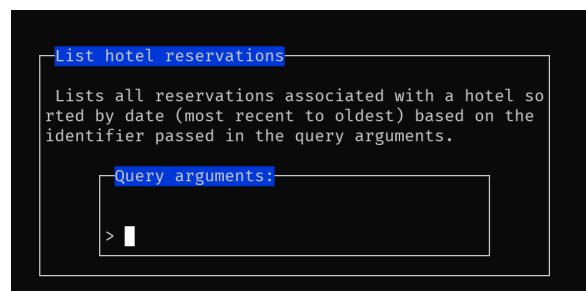 List hotel reservations
Lists all reservations associated with a hotel so
rted by date (most recent to oldest) based on the
identifier passed in the query arguments.
Query arguments:
>